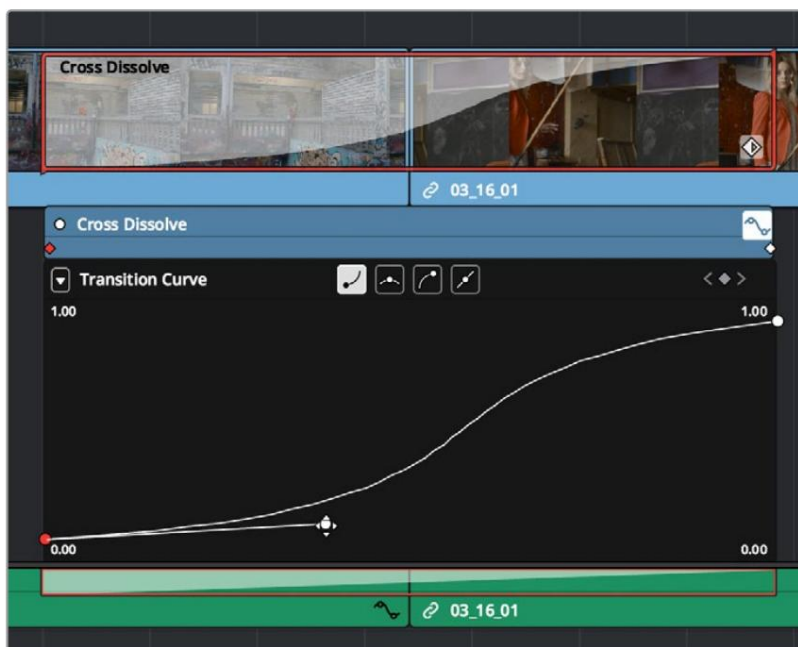 Cross Dissolve
03_16_01
Cross Dissolve
Transition Curve
1.00 1.00
0.00 0.00
03_16_01